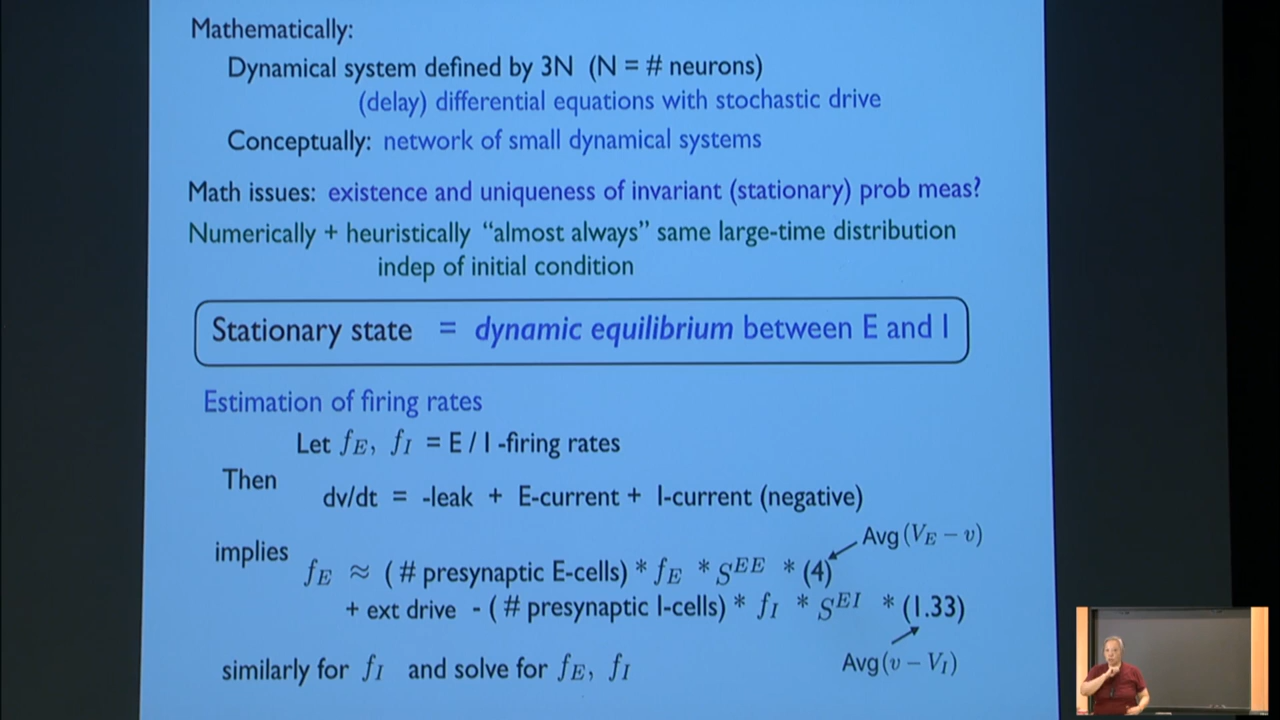 Mathematically:
Dynamical system defined by 3N (N = # neurons)
(delay) differential equations with stochastic drive
Conceptually: network of small dynamical systems
Math issues: existence and uniqueness of invariant (stationary) prob meas?
Numerically + heuristically “almost always” same large-time distribution
indep of initial condition
Stationary state = dynamic equilibrium between E and I
Estimation of firing rates
Let f_E, f_I = E / I -firing rates
Then
dv/dt = -leak + E-current + I-current (negative)
Avg (V_E − v)
implies
f_E ≈ ( # presynaptic E-cells) * f_E * S^{EE} * (4)
+ ext drive - ( # presynaptic I-cells) * f_I * S^{EI} * (1.33)
Avg (v − V_I)
similarly for f_I and solve for f_E, f_I